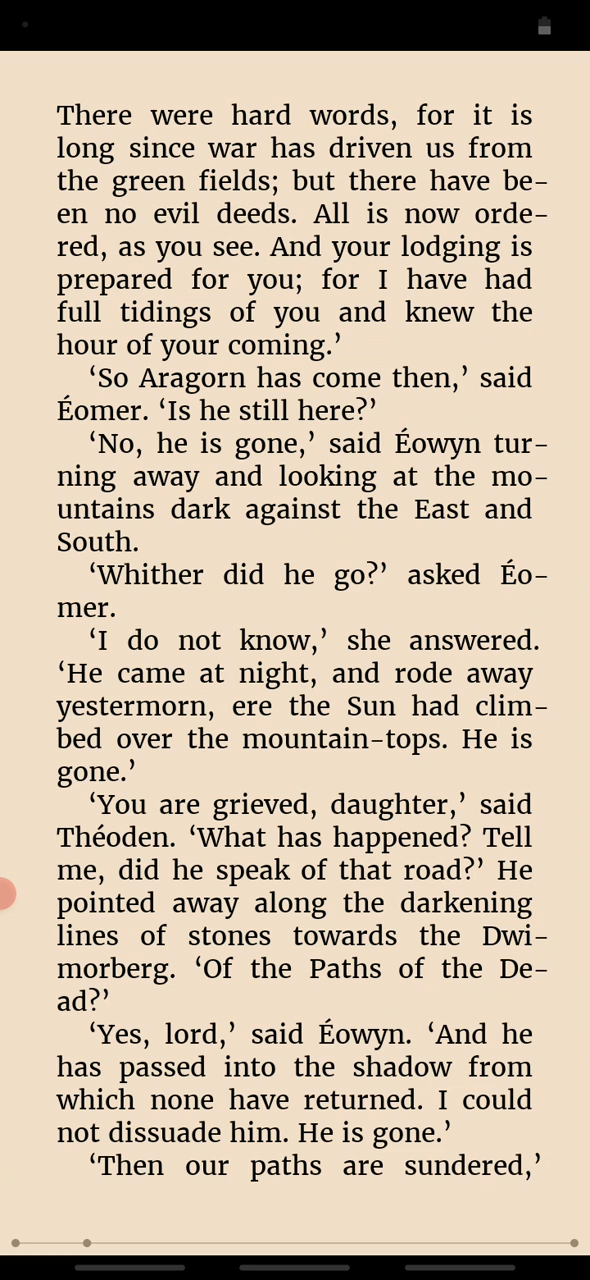 There were hard words, for it is
long since war has driven us from
the green fields; but there have be-
en no evil deeds. All is now orde-
red, as you see. And your lodging is
prepared for you; for I have had
full tidings of you and knew the
hour of your coming.’
‘So Aragorn has come then,’ said
Éomer. ‘Is he still here?’
‘No, he is gone,’ said Éowyn tur-
ning away and looking at the mo-
untains dark against the East and
South.
‘Whither did he go?’ asked Éo-
mer.
‘I do not know,’ she answered.
‘He came at night, and rode away
yestermorn, ere the Sun had clim-
bed over the mountain-tops. He is
gone.’
‘You are grieved, daughter,’ said
Théoden. ‘What has happened? Tell
me, did he speak of that road?’ He
pointed away along the darkening
lines of stones towards the Dwi-
morberg. ‘Of the Paths of the De-
ad?’
‘Yes, lord,’ said Éowyn. ‘And he
has passed into the shadow from
which none have returned. I could
not dissuade him. He is gone.’
‘Then our paths are sundered,’